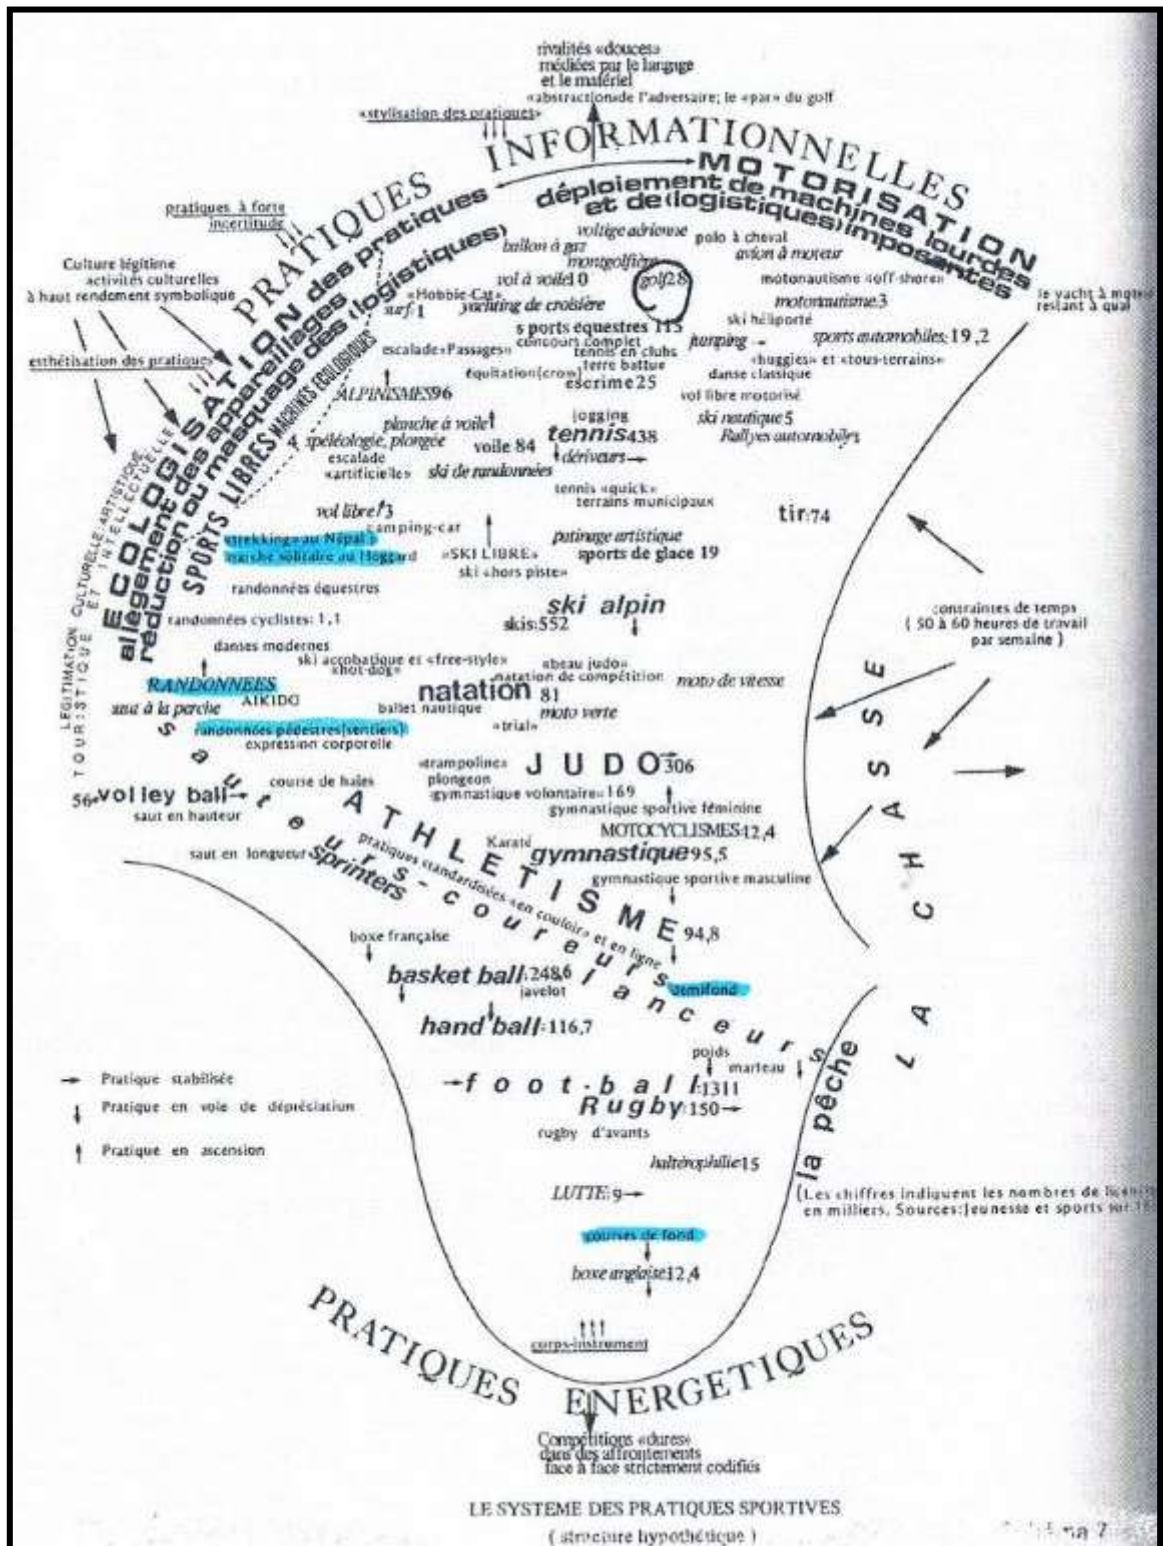 rivalités «douces»
médiées par le langage
et le matériel
«abstraction» de l'adversaire; le «par» du golf
«stylisation des pratiques»
PRATIQUES INFORMATIONNELLES
MOTORISATION
déploiement de machines lourdes
et de (logistiques) imposantes
pratiques à forte
incertitude
Culture légitime
activités culturelles
à haut rendement symbolique
esthétisation des pratiques
ECOLOGISATION des pratiques
allégement des appareillages
réduction ou masquage des (logistiques)
SPORTS LIBRES MACHINES ECOLOGIQUES
LEGITIMATION CULTURELLE: ARTISTIQUE,
TOURISTIQUE ET INTELLECTUELLE
voltige aérienne
polo à cheval
ballon à gaz
avion à moteur
montgolfière
vol à voile 10
golf 28
motonautisme «off-shore»
le yacht à moteur
restant à quai
«Hobbie-Cat»
surf: 1
yachting de croisière
motonautisme 3
ski héliporté
sports équestres 115
concours complet
jumping
sports automobiles: 19,2
escalade «Passages»
tennis en clubs
terre battue
«buggies» et «tous-terrains»
équitation (cross)
escrime 25
danse classique
ALPINISMES 96
vol libre motorisé
jogging
planche à voile
ski nautique 5
4 spéléologie, plongée
voile 84
tennis 438
Rallyes automobiles
escalade
«artificielle»
ski de randonnées
dériveurs
tennis «quick»
terrains municipaux
vol libre 13
tir: 74
camping-car
«trekking» au Népal
marche solitaire au Hoggard
«SKI LIBRE»
patinage artistique
sports de glace 19
ski «hors piste»
randonnées équestres
ski alpin
skis: 552
randonnées cyclistes: 1,1
contraintes de temps
( 50 à 60 heures de travail
par semaine )
danses modernes
ski acrobatique et «free-style»
«hot-dog»
«beau judo»
natation de compétition
moto de vitesse
RANDONNEES
natation 81
saut à la perche
AIKIDO
ballet nautique
moto verte
randonnées pédestres (sentiers)
«trial»
expression corporelle
«trampoline»
JUDO 306
course de haies
plongeon
56 volley ball
gymnastique volontaire: 169
saut en hauteur
gymnastique sportive féminine
ATHLETISME 94,8
MOTOCYCLISMES 12,4
Karaté
pratiques standardisées «en couloir» et en ligne
gymnastique 95,5
saut en longueur
sprinters
sauteurs-coureurs
lanceurs
gymnastique sportive masculine
LA CHASSE
boxe française
basket ball: 248,6
javelot
demifond
hand ball: 116,7
poids
marteau
la pêche
Pratique stabilisée
foot-ball: 1311
Pratique en voie de dépréciation
Rugby: 150
rugby d'avants
Pratique en ascension
haltérophilie 15
LUTTE: 9
(Les chiffres indiquent les nombres de
en milliers. Sources: Jeunesse et sports
courses de fond
boxe anglaise 12,4
corps-instrument
PRATIQUES ENERGETIQUES
Compétitions «dures»
dans des affrontements
face à face strictement codifiés
LE SYSTEME DES PRATIQUES SPORTIVES
( structure hypothétique )